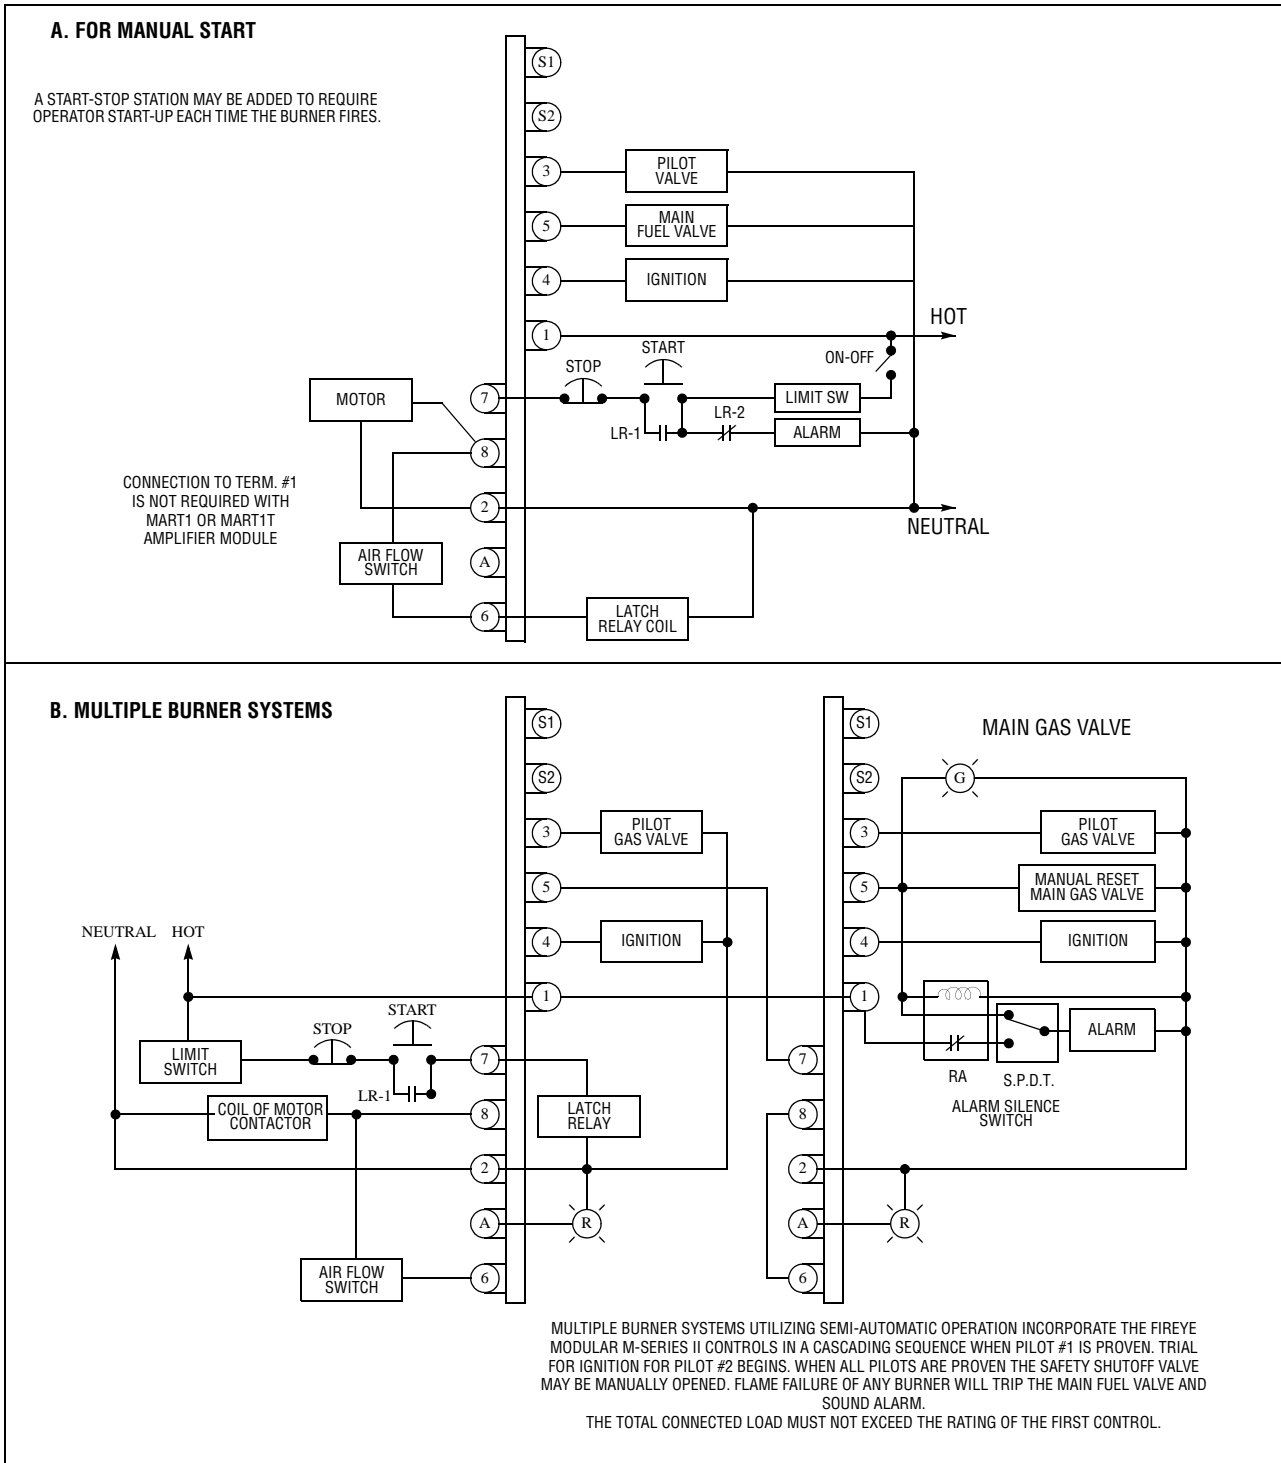 A. FOR MANUAL START
A START-STOP STATION MAY BE ADDED TO REQUIRE
OPERATOR START-UP EACH TIME THE BURNER FIRES.
S1
S2
3
PILOT
VALVE
5
MAIN
FUEL VALVE
4
IGNITION
1
HOT
ON-OFF
START
STOP
MOTOR
7
LIMIT SW
LR-2
LR-1
ALARM
8
CONNECTION TO TERM. #1
IS NOT REQUIRED WITH
MART1 OR MART1T
AMPLIFIER MODULE
2
NEUTRAL
AIR FLOW
SWITCH
A
6
LATCH
RELAY COIL
B. MULTIPLE BURNER SYSTEMS
S1
S2
3
PILOT
GAS VALVE
5
4
IGNITION
NEUTRAL
HOT
1
START
STOP
LIMIT
SWITCH
7
LR-1
COIL OF MOTOR
CONTACTOR
8
LATCH
RELAY
2
A
R
AIR FLOW
SWITCH
6
S1
MAIN GAS VALVE
S2
G
3
PILOT
GAS VALVE
5
MANUAL RESET
MAIN GAS VALVE
4
IGNITION
1
ALARM
7
RA
S.P.D.T.
ALARM SILENCE
SWITCH
8
2
A
R
6
MULTIPLE BURNER SYSTEMS UTILIZING SEMI-AUTOMATIC OPERATION INCORPORATE THE FIREYE
MODULAR M-SERIES II CONTROLS IN A CASCADING SEQUENCE WHEN PILOT #1 IS PROVEN. TRIAL
FOR IGNITION FOR PILOT #2 BEGINS. WHEN ALL PILOTS ARE PROVEN THE SAFETY SHUTOFF VALVE
MAY BE MANUALLY OPENED. FLAME FAILURE OF ANY BURNER WILL TRIP THE MAIN FUEL VALVE AND
SOUND ALARM.
THE TOTAL CONNECTED LOAD MUST NOT EXCEED THE RATING OF THE FIRST CONTROL.